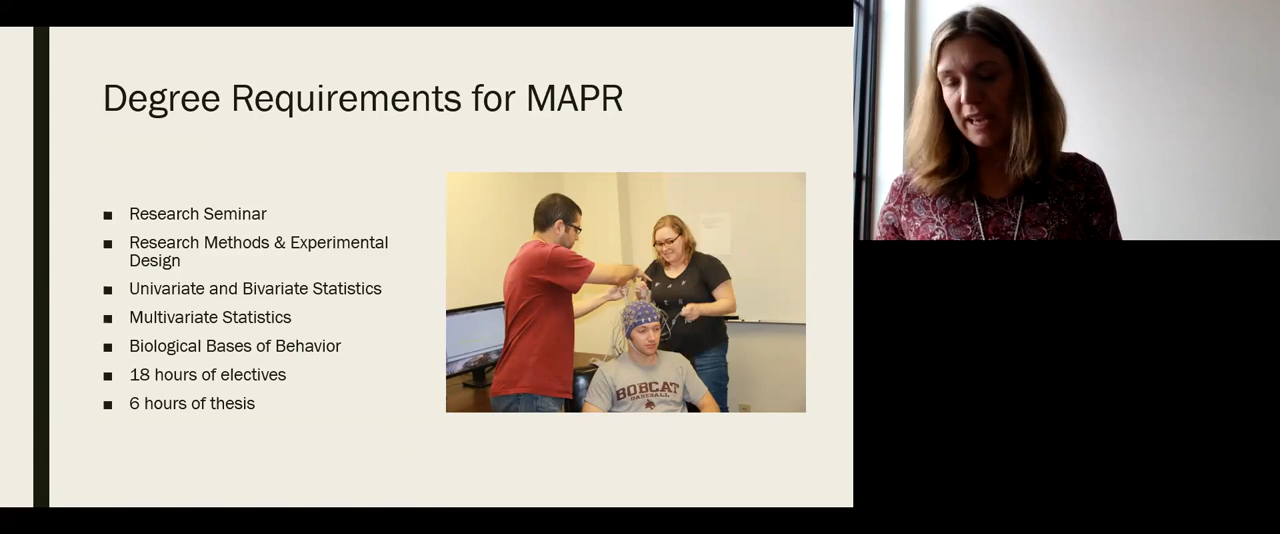 Degree Requirements for MAPR
■ Research Seminar
■ Research Methods & Experimental
Design
■ Univariate and Bivariate Statistics
■ Multivariate Statistics
■ Biological Bases of Behavior
■ 18 hours of electives
■ 6 hours of thesis
BOBCAT
BASEBALL